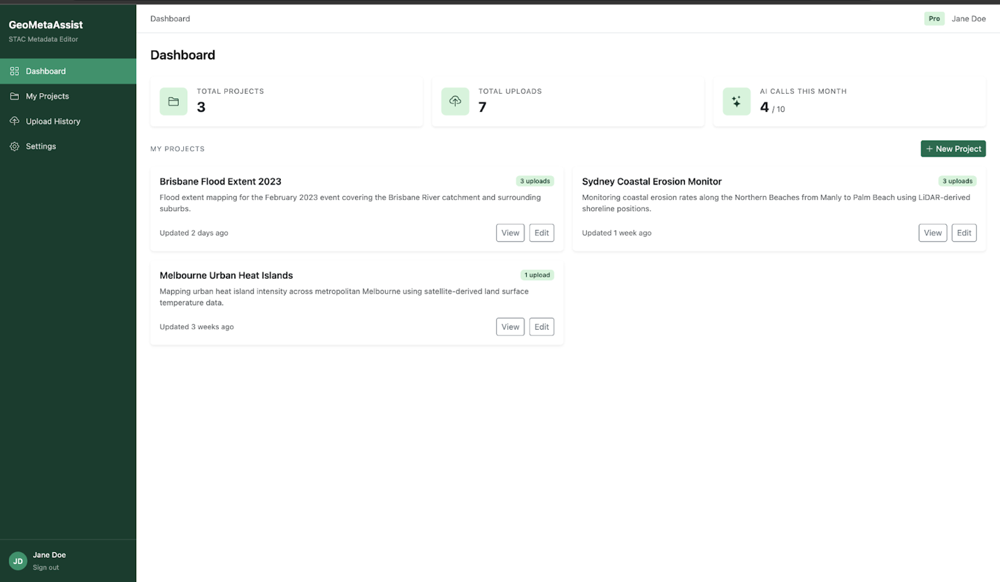 GeoMetaAssist
STAC Metadata Editor
Dashboard
My Projects
Upload History
Settings
JD
Jane Doe
Sign out
Dashboard
Pro
Jane Doe
Dashboard
TOTAL PROJECTS
3
TOTAL UPLOADS
7
AI CALLS THIS MONTH
4 / 10
MY PROJECTS
+ New Project
Brisbane Flood Extent 2023
3 uploads
Flood extent mapping for the February 2023 event covering the Brisbane River catchment and surrounding
suburbs.
Updated 2 days ago
View
Edit
Sydney Coastal Erosion Monitor
3 uploads
Monitoring coastal erosion rates along the Northern Beaches from Manly to Palm Beach using LiDAR-derived
shoreline positions.
Updated 1 week ago
View
Edit
Melbourne Urban Heat Islands
1 upload
Mapping urban heat island intensity across metropolitan Melbourne using satellite-derived land surface
temperature data.
Updated 3 weeks ago
View
Edit